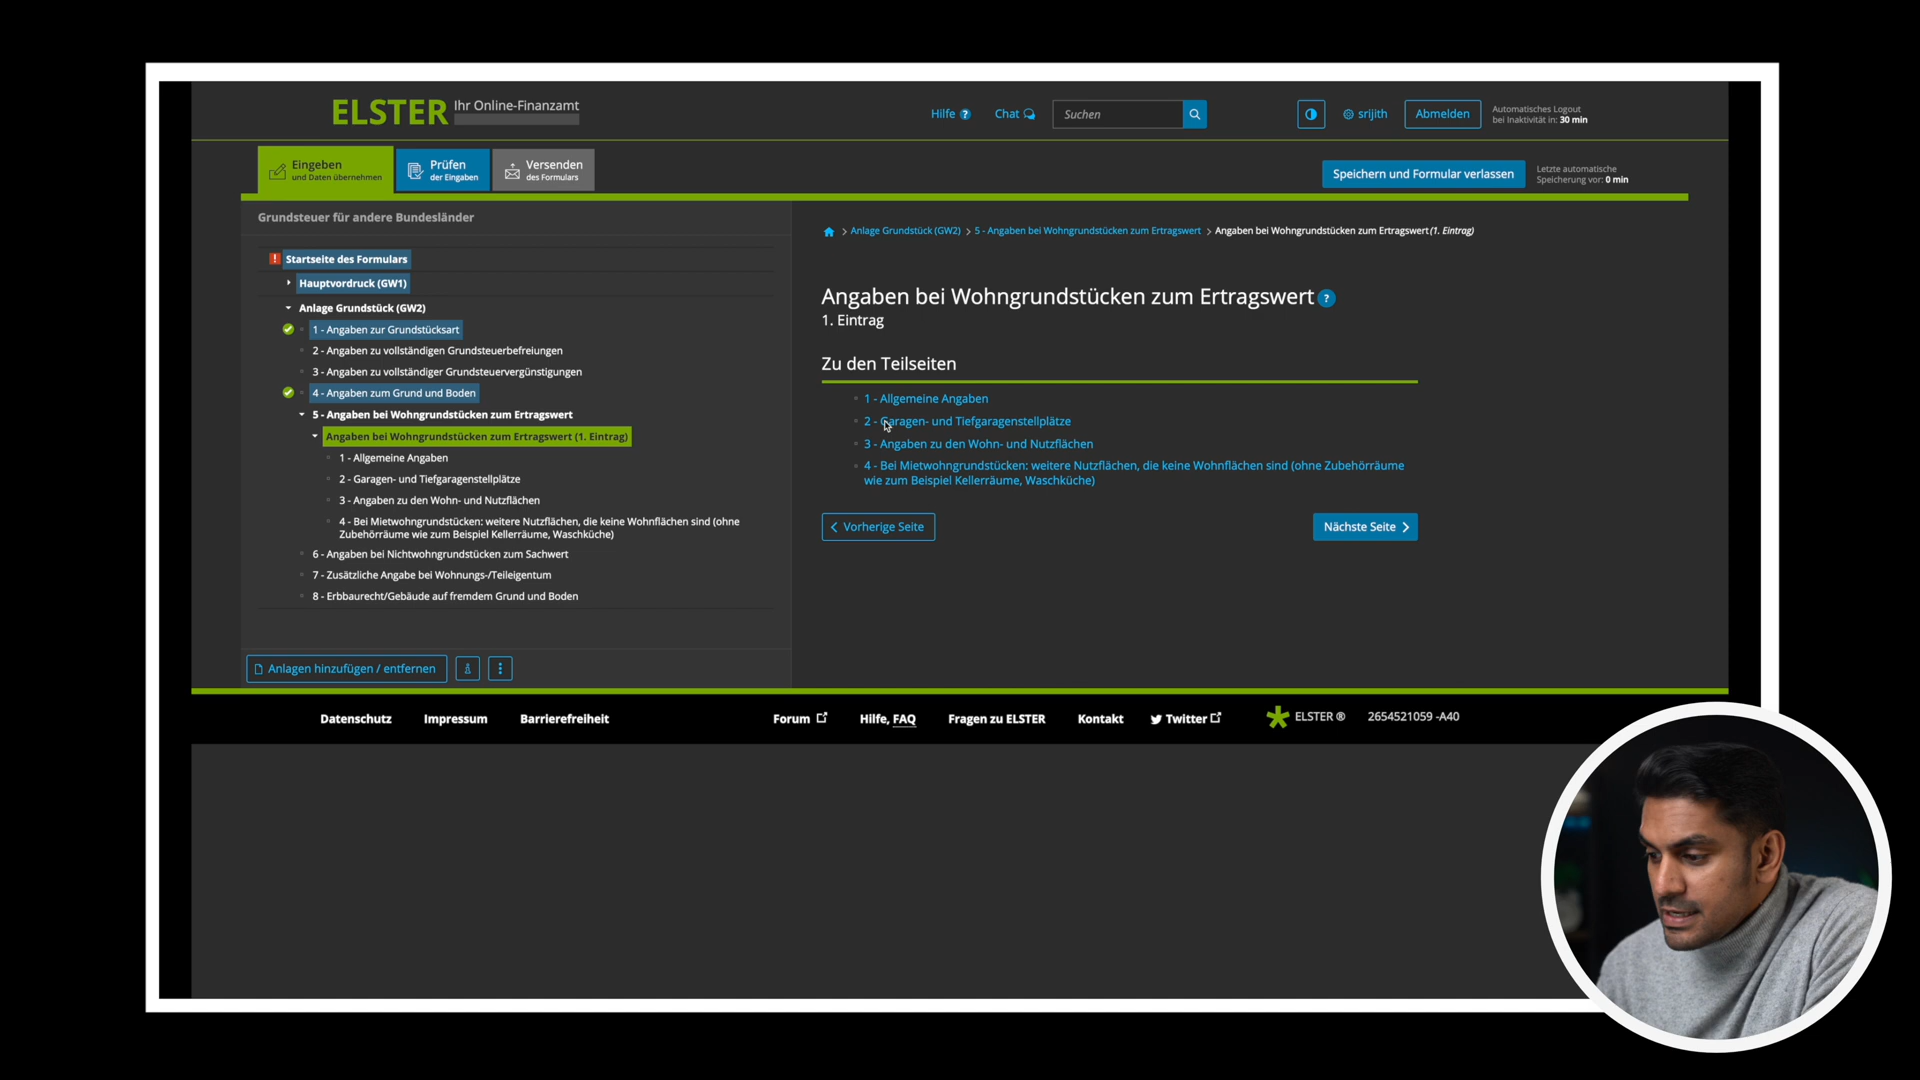 ELSTER Ihr Online-Finanzamt
Hilfe ?
Chat
Suchen
srijith
Abmelden
Automatisches Logout
bei Inaktivität in: 30 min
Eingeben
und Daten übernehmen
Prüfen
der Eingaben
Versenden
des Formulars
Speichern und Formular verlassen
Letzte automatische
Speicherung vor: 0 min
Grundsteuer für andere Bundesländer
! Startseite des Formulars
Hauptvordruck (GW1)
Anlage Grundstück (GW2)
1 - Angaben zur Grundstücksart
2 - Angaben zu vollständigen Grundsteuerbefreiungen
3 - Angaben zu vollständiger Grundsteuervergünstigungen
4 - Angaben zum Grund und Boden
5 - Angaben bei Wohngrundstücken zum Ertragswert
Angaben bei Wohngrundstücken zum Ertragswert (1. Eintrag)
1 - Allgemeine Angaben
2 - Garagen- und Tiefgaragenstellplätze
3 - Angaben zu den Wohn- und Nutzflächen
4 - Bei Mietwohngrundstücken: weitere Nutzflächen, die keine Wohnflächen sind (ohne
Zubehörräume wie zum Beispiel Kellerräume, Waschküche)
6 - Angaben bei Nichtwohngrundstücken zum Sachwert
7 - Zusätzliche Angabe bei Wohnungs-/Teileigentum
8 - Erbbaurecht/Gebäude auf fremdem Grund und Boden
Anlagen hinzufügen / entfernen
i
Anlage Grundstück (GW2) > 5 - Angaben bei Wohngrundstücken zum Ertragswert > Angaben bei Wohngrundstücken zum Ertragswert (1. Eintrag)
Angaben bei Wohngrundstücken zum Ertragswert ?
1. Eintrag
Zu den Teilseiten
1 - Allgemeine Angaben
2 - Garagen- und Tiefgaragenstellplätze
3 - Angaben zu den Wohn- und Nutzflächen
4 - Bei Mietwohngrundstücken: weitere Nutzflächen, die keine Wohnflächen sind (ohne Zubehörräume
wie zum Beispiel Kellerräume, Waschküche)
Vorherige Seite
Nächste Seite
Datenschutz
Impressum
Barrierefreiheit
Forum
Hilfe, FAQ
Fragen zu ELSTER
Kontakt
Twitter
ELSTER ®
2654521059 -A40